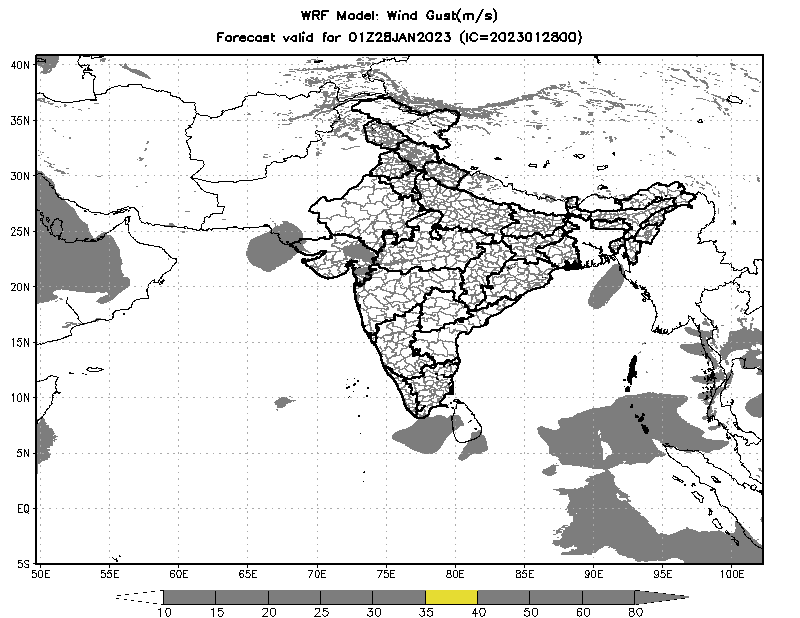 WRF Model: Wind Gust(m/s)
Forecast valid for 01Z28JAN2023 (IC=2023012800)
40N
35N
30N
25N
20N
15N
10N
5N
EQ
5S
50E 55E 60E 65E 70E 75E 80E 85E 90E 95E 100E
10 15 20 25 30 35 40 50 60 80